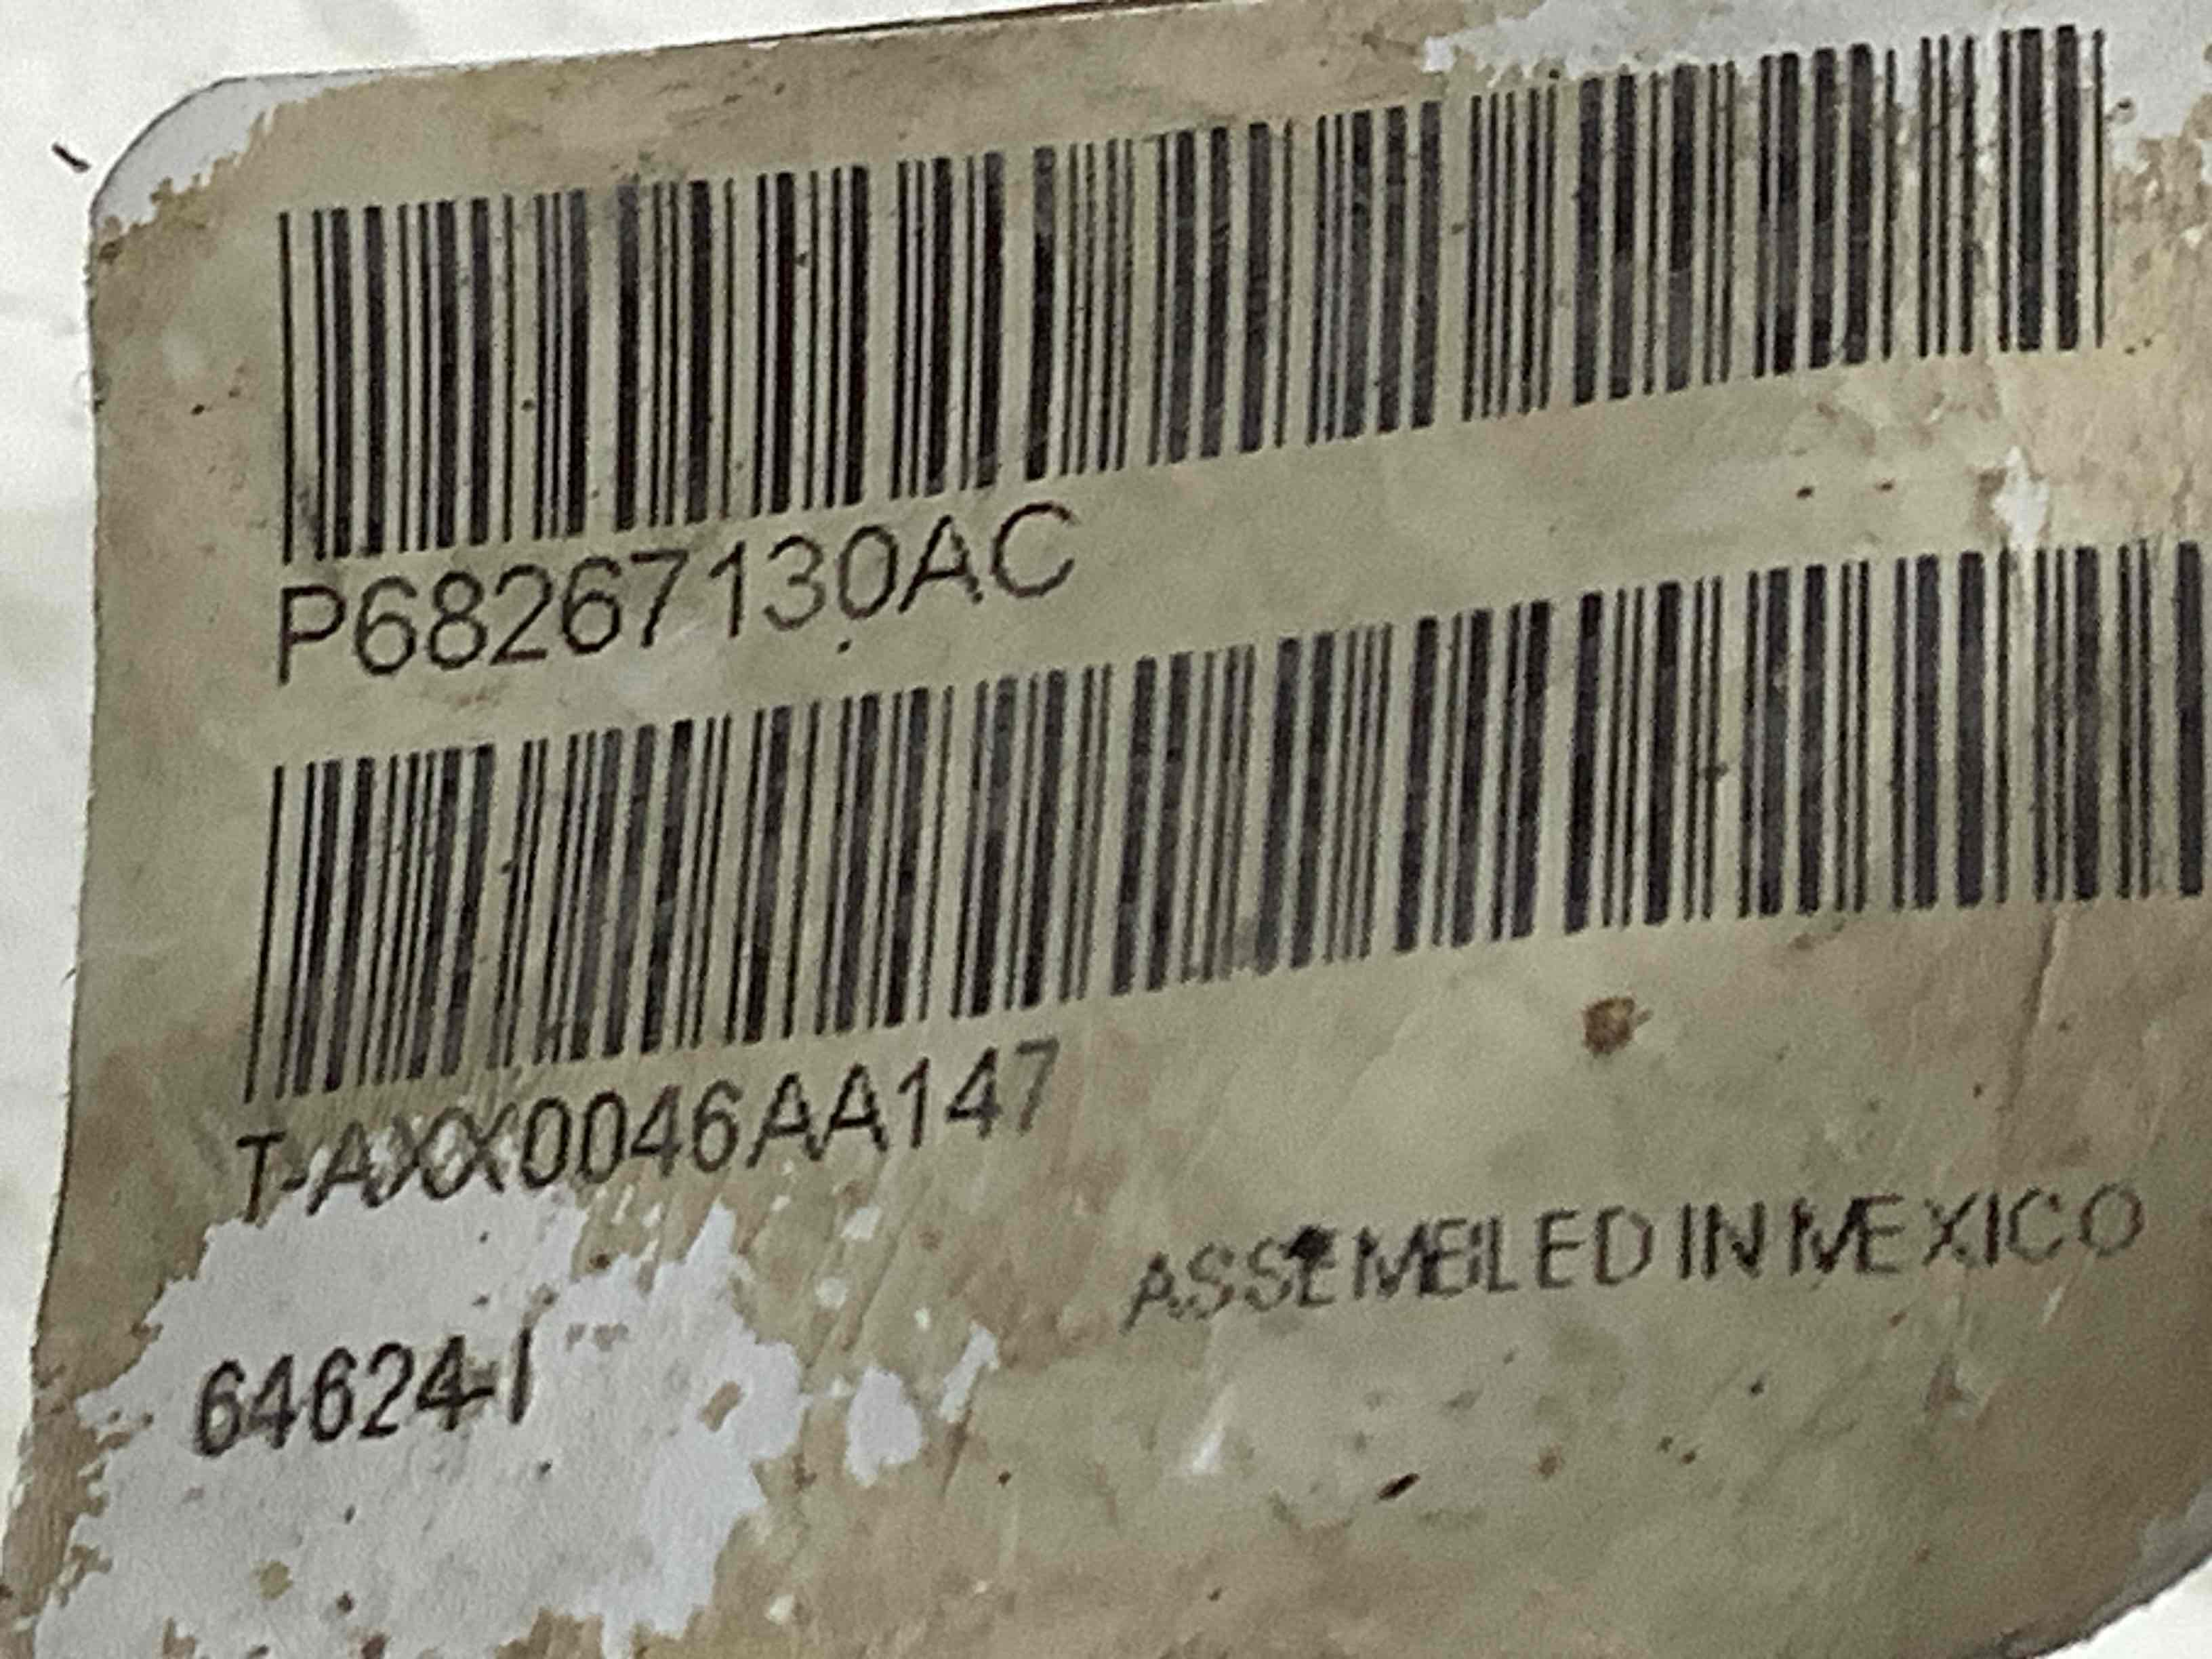 P68267130AC
T-AXX0046AA147
ASSEMBLED IN MEXICO
64624-I